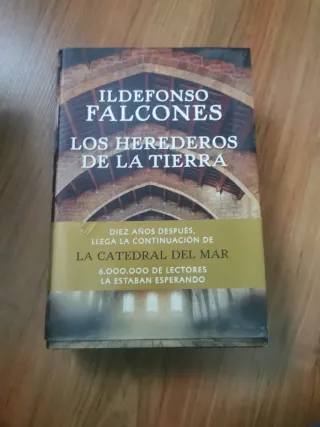 ILDEFONSO
FALCONES
LOS HEREDEROS
DE LA TIERRA
DIEZ AÑOS DESPUÉS,
LLEGA LA CONTINUACIÓN DE
LA CATEDRAL DEL MAR
6.000.000 DE LECTORES
LA ESTABAN ESPERANDO